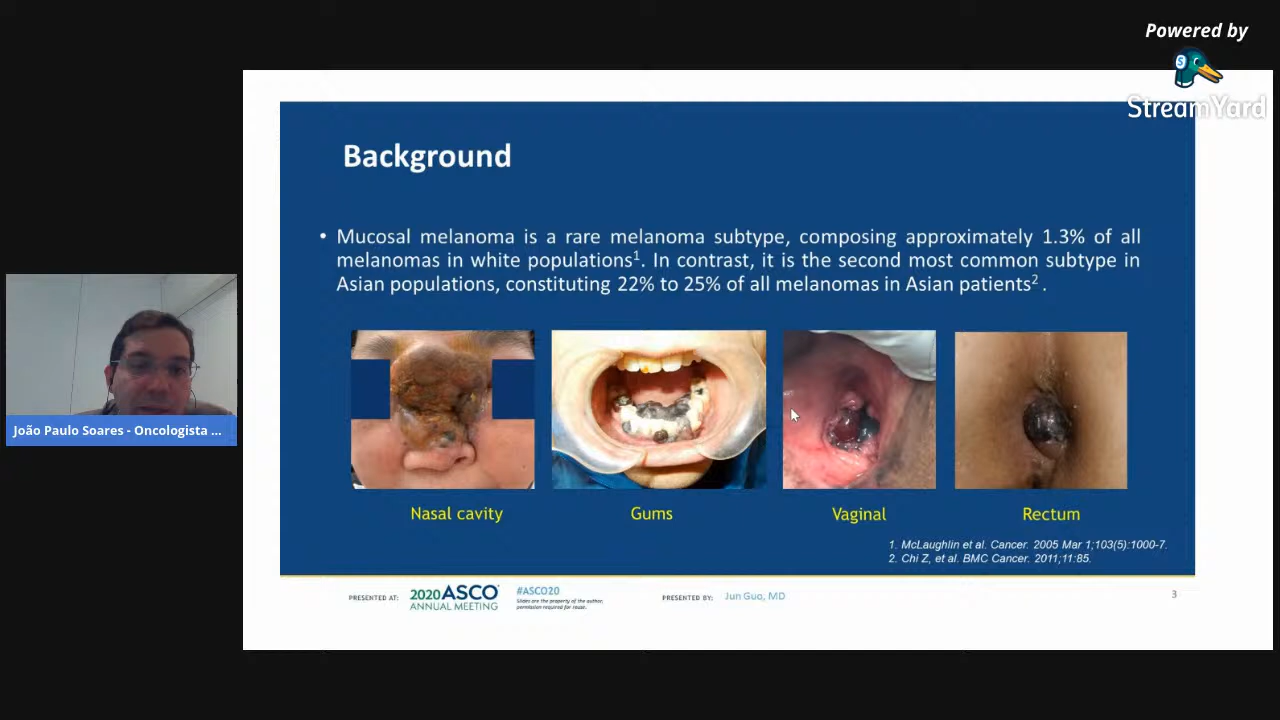 Powered by
StreamYard
Background
• Mucosal melanoma is a rare melanoma subtype, composing approximately 1.3% of all
melanomas in white populations¹. In contrast, it is the second most common subtype in
Asian populations, constituting 22% to 25% of all melanomas in Asian patients² .
João Paulo Soares - Oncologista ...
Nasal cavity
Gums
Vaginal
Rectum
1. McLaughlin et al. Cancer. 2005 Mar 1;103(5):1000-7.
2. Chi Z, et al. BMC Cancer. 2011;11:85.
PRESENTED AT:
2020 ASCO
ANNUAL MEETING
#ASCO20
Slides are the property of the author,
permission required for reuse.
PRESENTED BY:
Jun Guo, MD
3